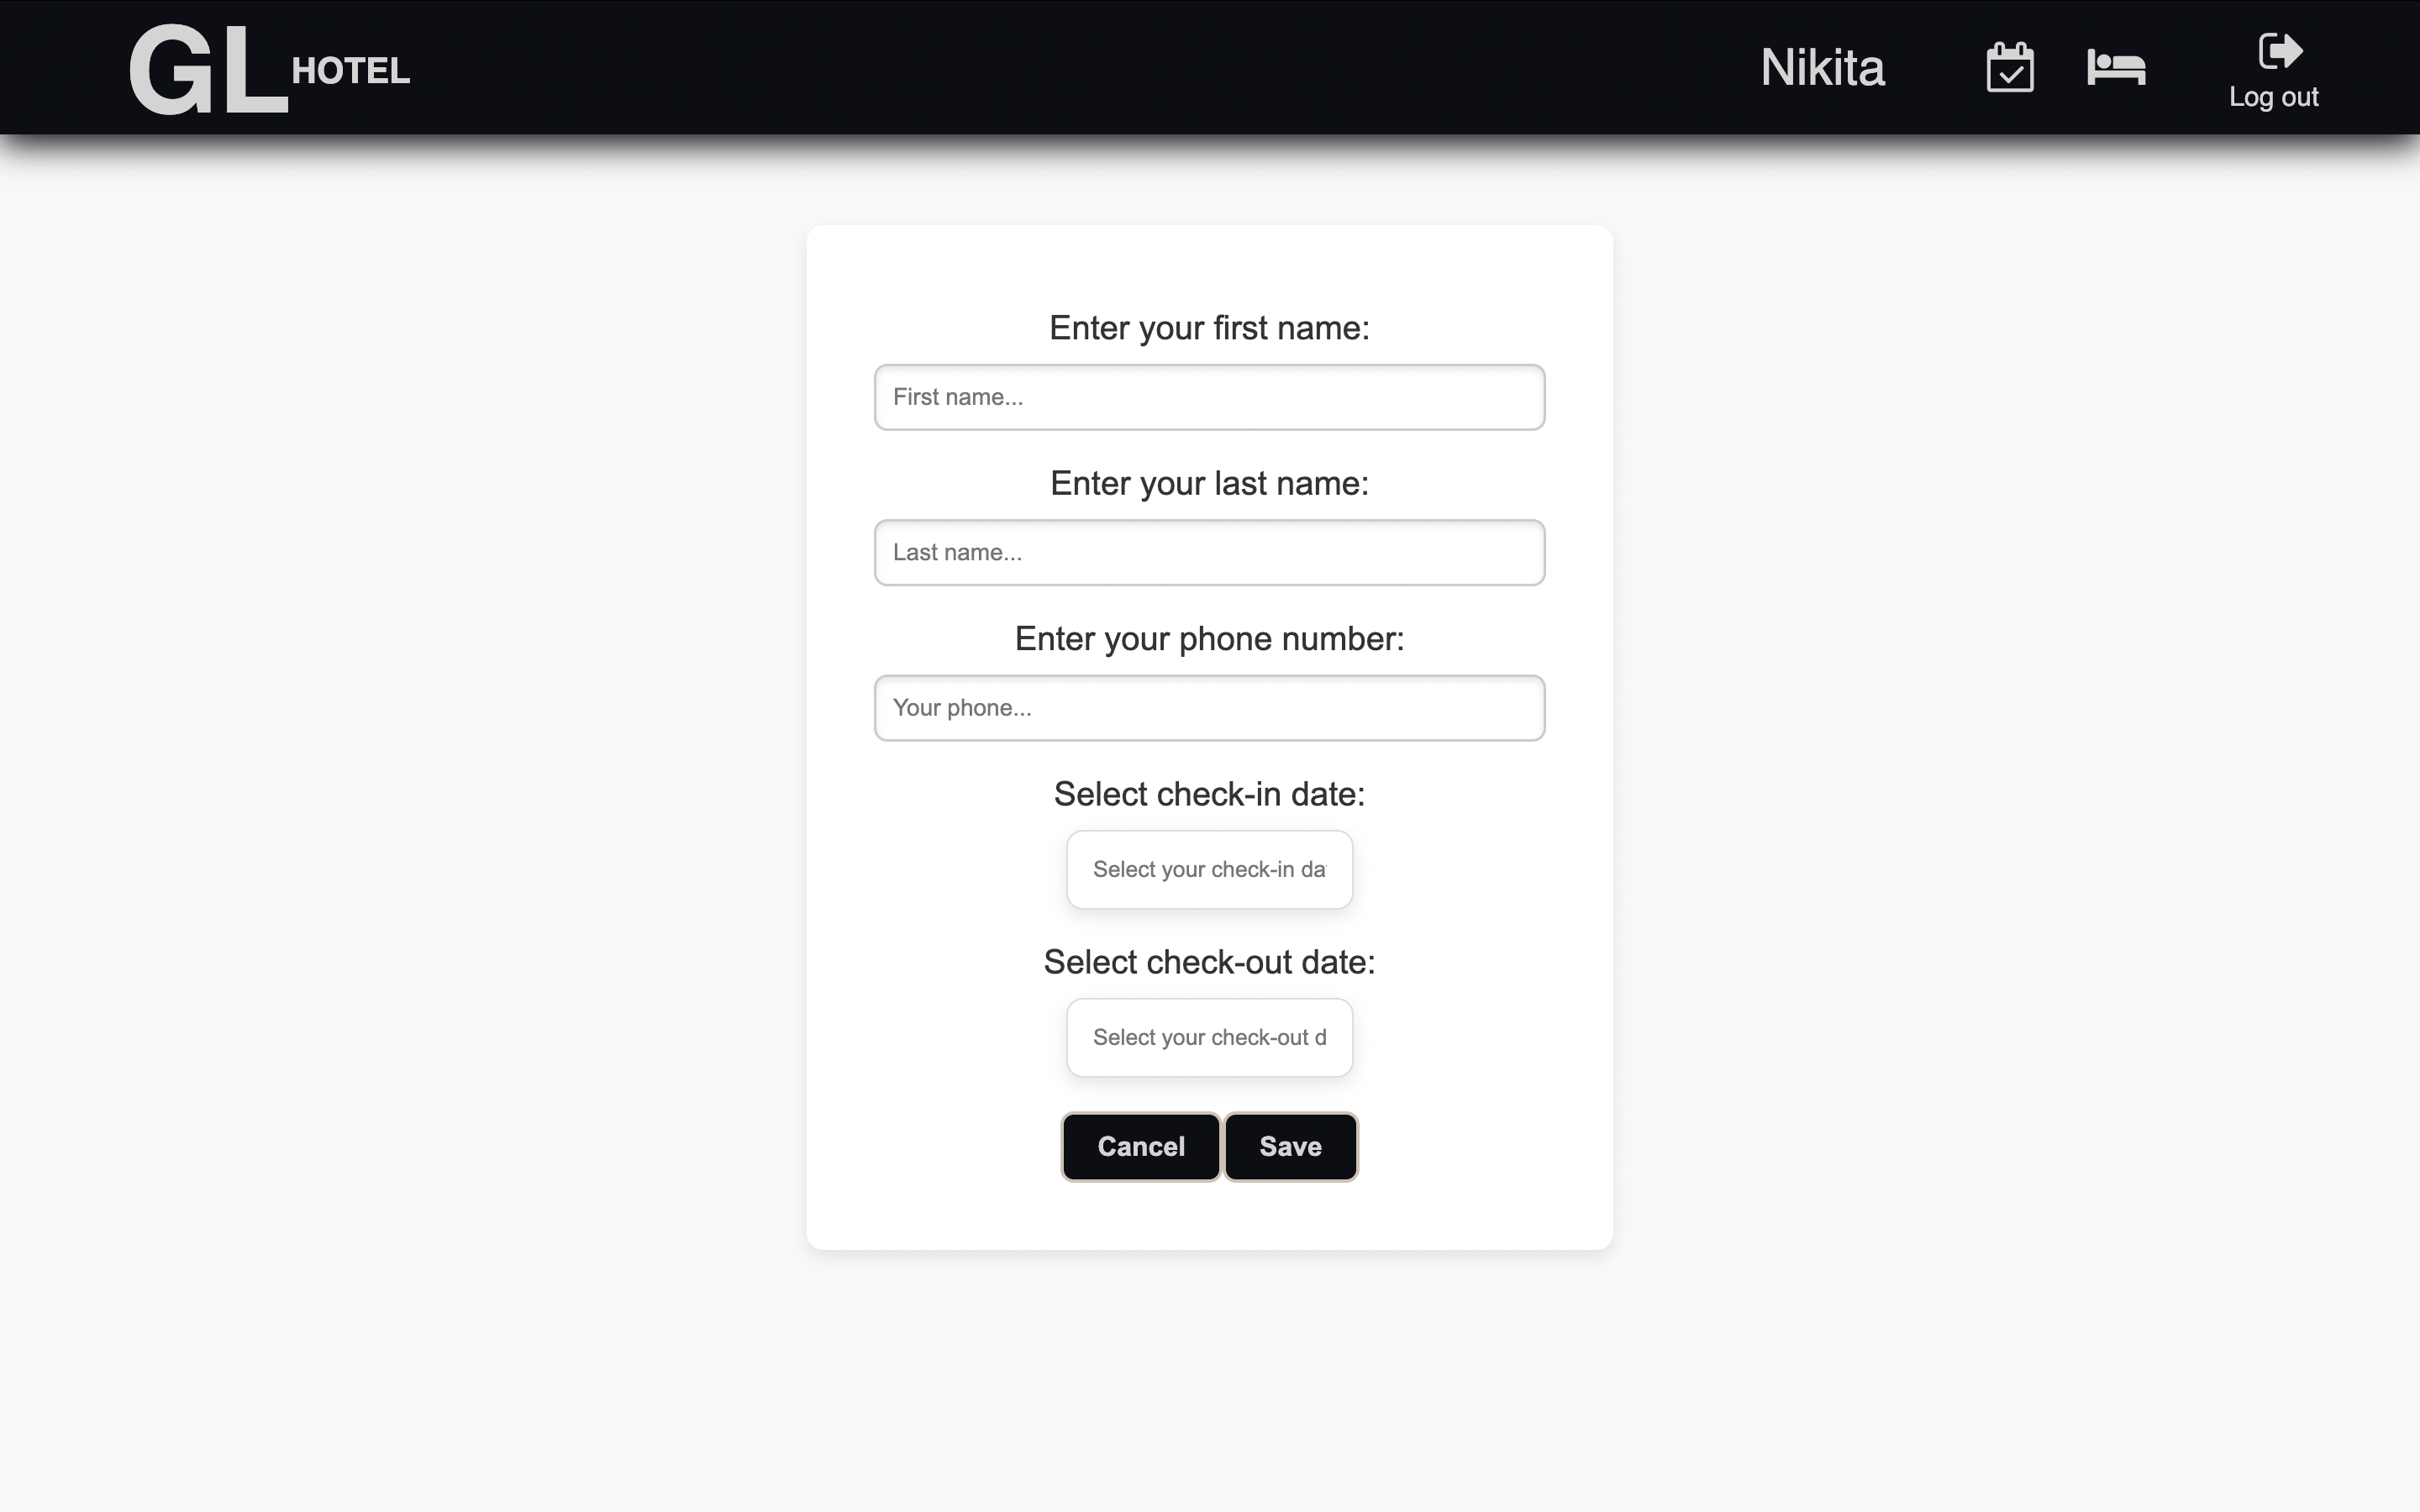 GL HOTEL
Nikita
Log out
Enter your first name:
First name...
Enter your last name:
Last name...
Enter your phone number:
Your phone...
Select check-in date:
Select your check-in da
Select check-out date:
Select your check-out d
Cancel Save